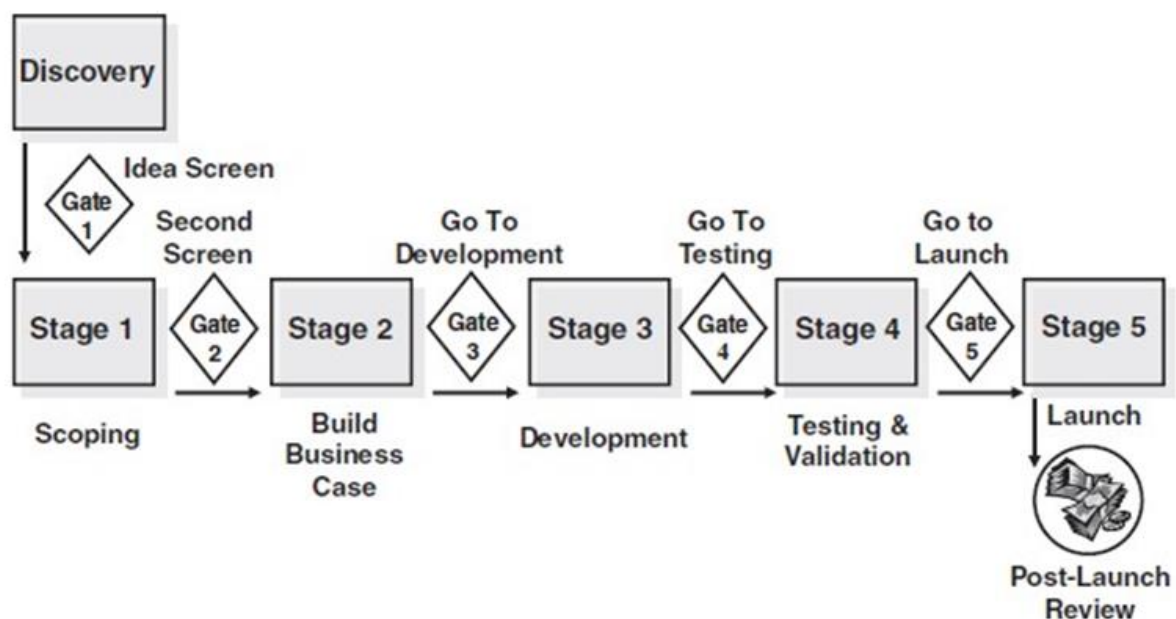 Discovery
Idea Screen
Gate
1
Second
Screen
Go To
Development
Go To
Testing
Go to
Launch
Stage 1
Gate
2
Stage 2
Gate
3
Stage 3
Gate
4
Stage 4
Gate
5
Stage 5
Scoping
Build
Business
Case
Development
Testing &
Validation
Launch
Post-Launch
Review